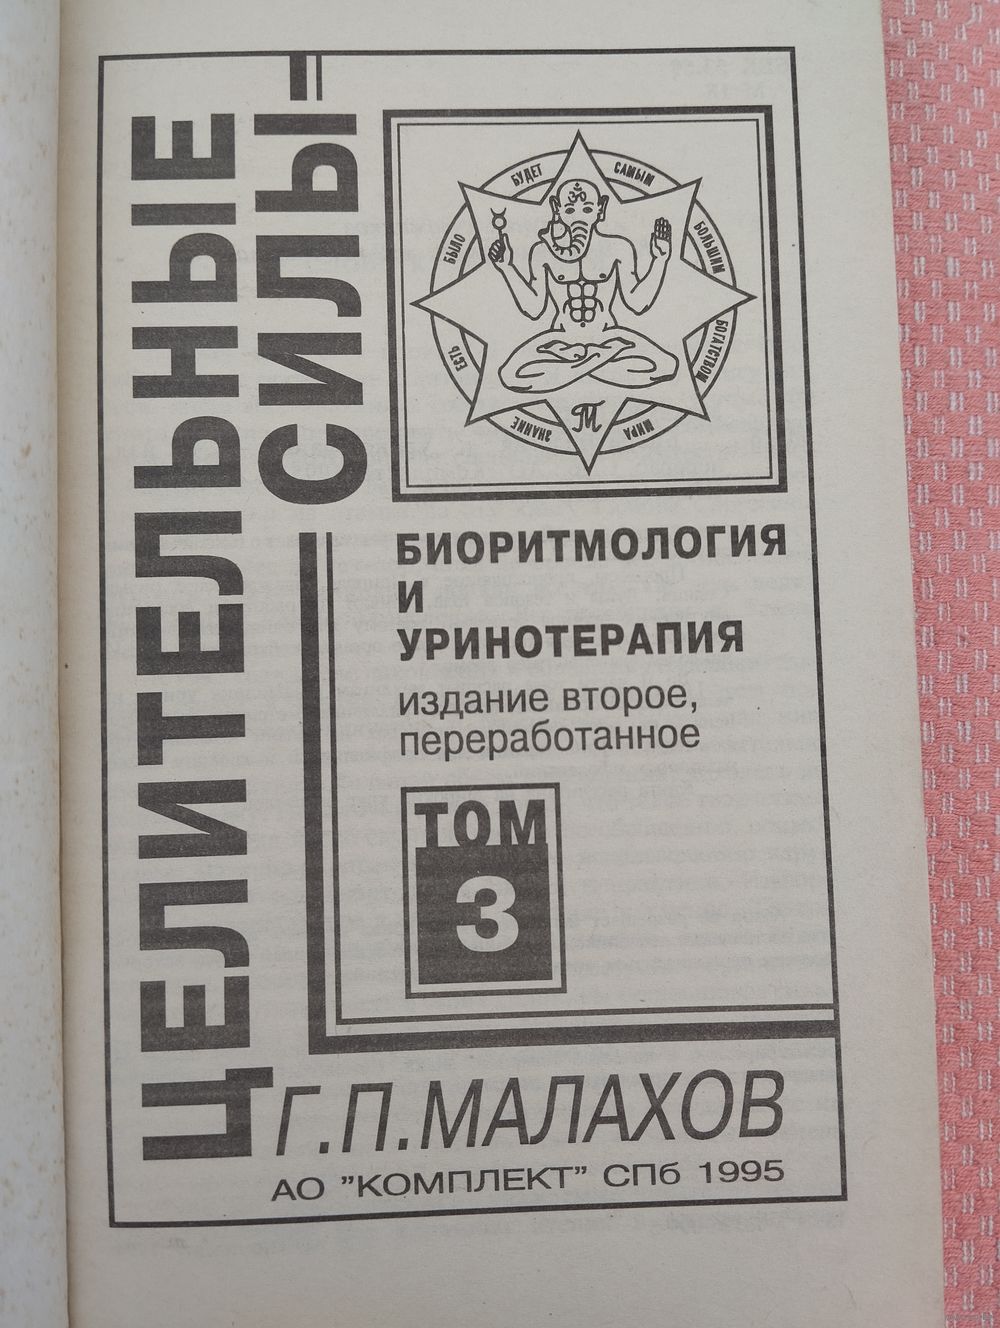 ЦЕЛИТЕЛЬНЫЕ
СИЛЫ
ЗНАНИЕ ЕСТЬ БЫЛО БУДЕТ САМЫМ БОЛЬШИМ БОГАТСТВОМ МИРА
М
БИОРИТМОЛОГИЯ
И
УРИНОТЕРАПИЯ
издание второе,
переработанное
ТОМ
3
Г.П.МАЛАХОВ
АО "КОМПЛЕКТ" СПб 1995